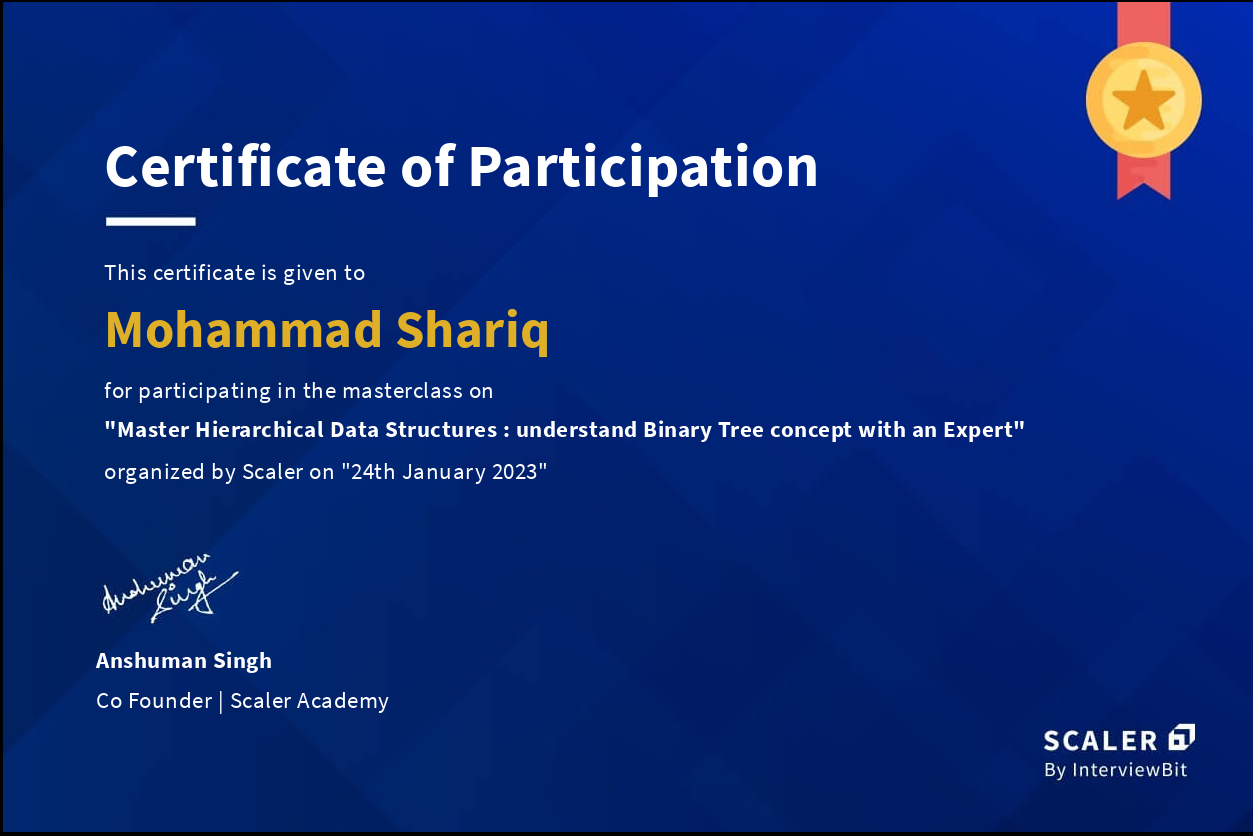 Certificate of Participation
This certificate is given to
Mohammad Shariq
for participating in the masterclass on
"Master Hierarchical Data Structures : understand Binary Tree concept with an Expert"
organized by Scaler on "24th January 2023"
Anshuman
Singh
Anshuman Singh
Co Founder | Scaler Academy
SCALER
By InterviewBit